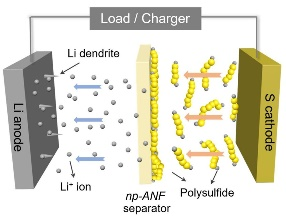 Load / Charger
Li dendrite
Li anode
S cathode
Li⁺ ion
np-ANF
separator
Polysulfide